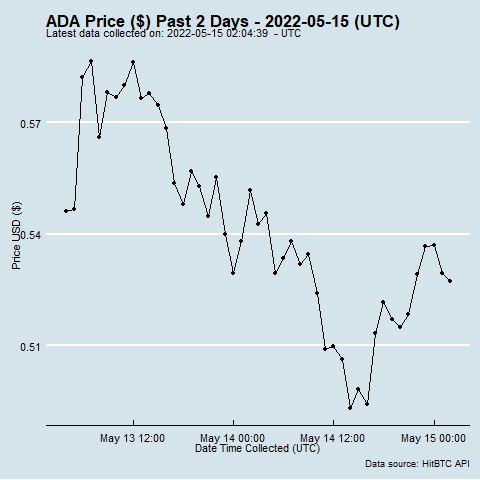 ADA Price ($) Past 2 Days - 2022-05-15 (UTC)
Latest data collected on: 2022-05-15 02:04:39 - UTC
0.57
0.54
0.51
Price USD ($)
May 13 12:00
May 14 00:00
May 14 12:00
May 15 00:00
Date Time Collected (UTC)
Data source: HitBTC API